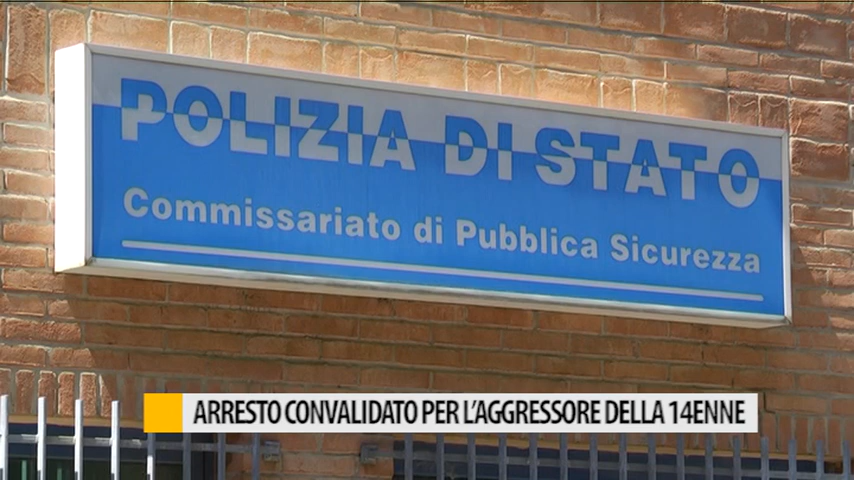 POLIZIA DI STATO
Commissariato di Pubblica Sicurezza
ARRESTO CONVALIDATO PER L'AGGRESSORE DELLA 14ENNE